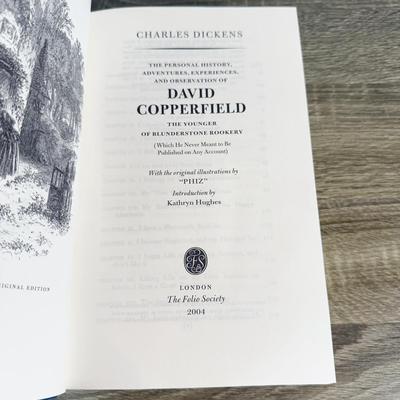 CHARLES DICKENS
THE PERSONAL HISTORY,
ADVENTURES, EXPERIENCES,
AND OBSERVATION OF
DAVID
COPPERFIELD
THE YOUNGER
OF BLUNDERSTONE ROOKERY
(Which He Never Meant to Be
Published on Any Account)
With the original illustrations by
"PHIZ"
Introduction by
Kathryn Hughes
LONDON
The Folio Society
2004
EDITION